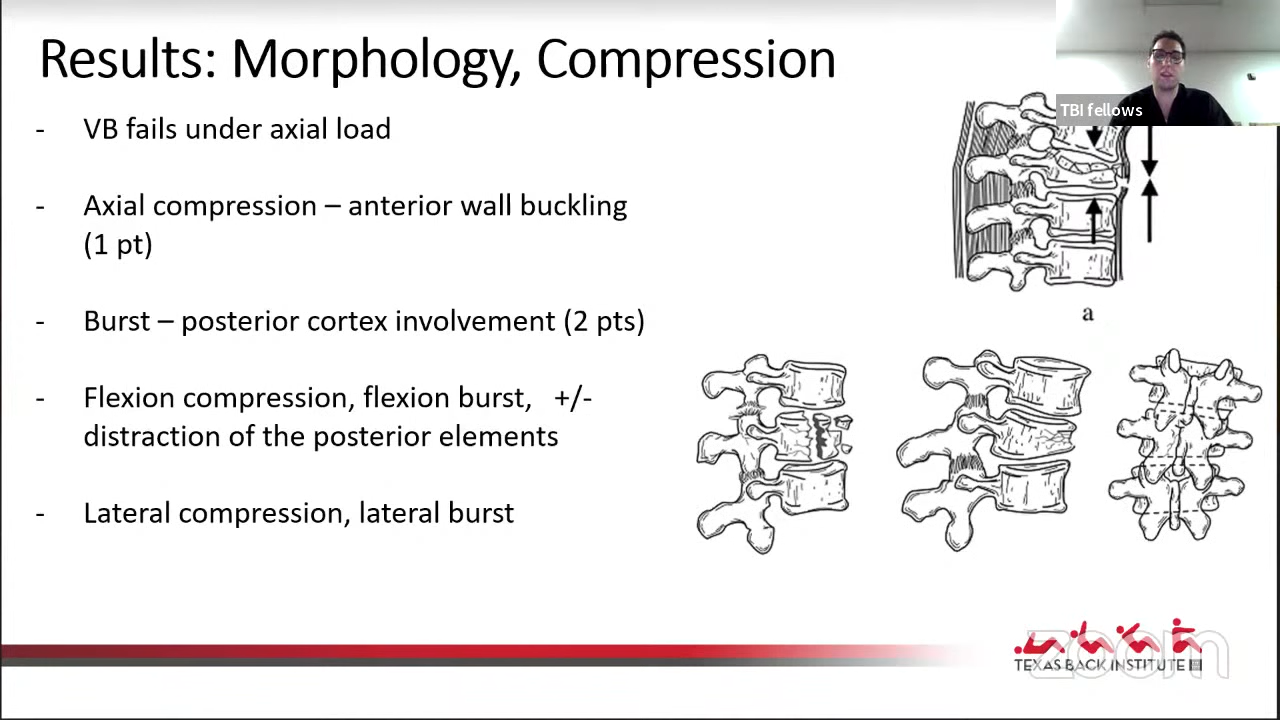 Results: Morphology, Compression
TBI fellows
- VB fails under axial load
- Axial compression – anterior wall buckling
(1 pt)
- Burst – posterior cortex involvement (2 pts)
- Flexion compression, flexion burst, +/-
distraction of the posterior elements
- Lateral compression, lateral burst
a
zoom
TEXAS BACK INSTITUTE